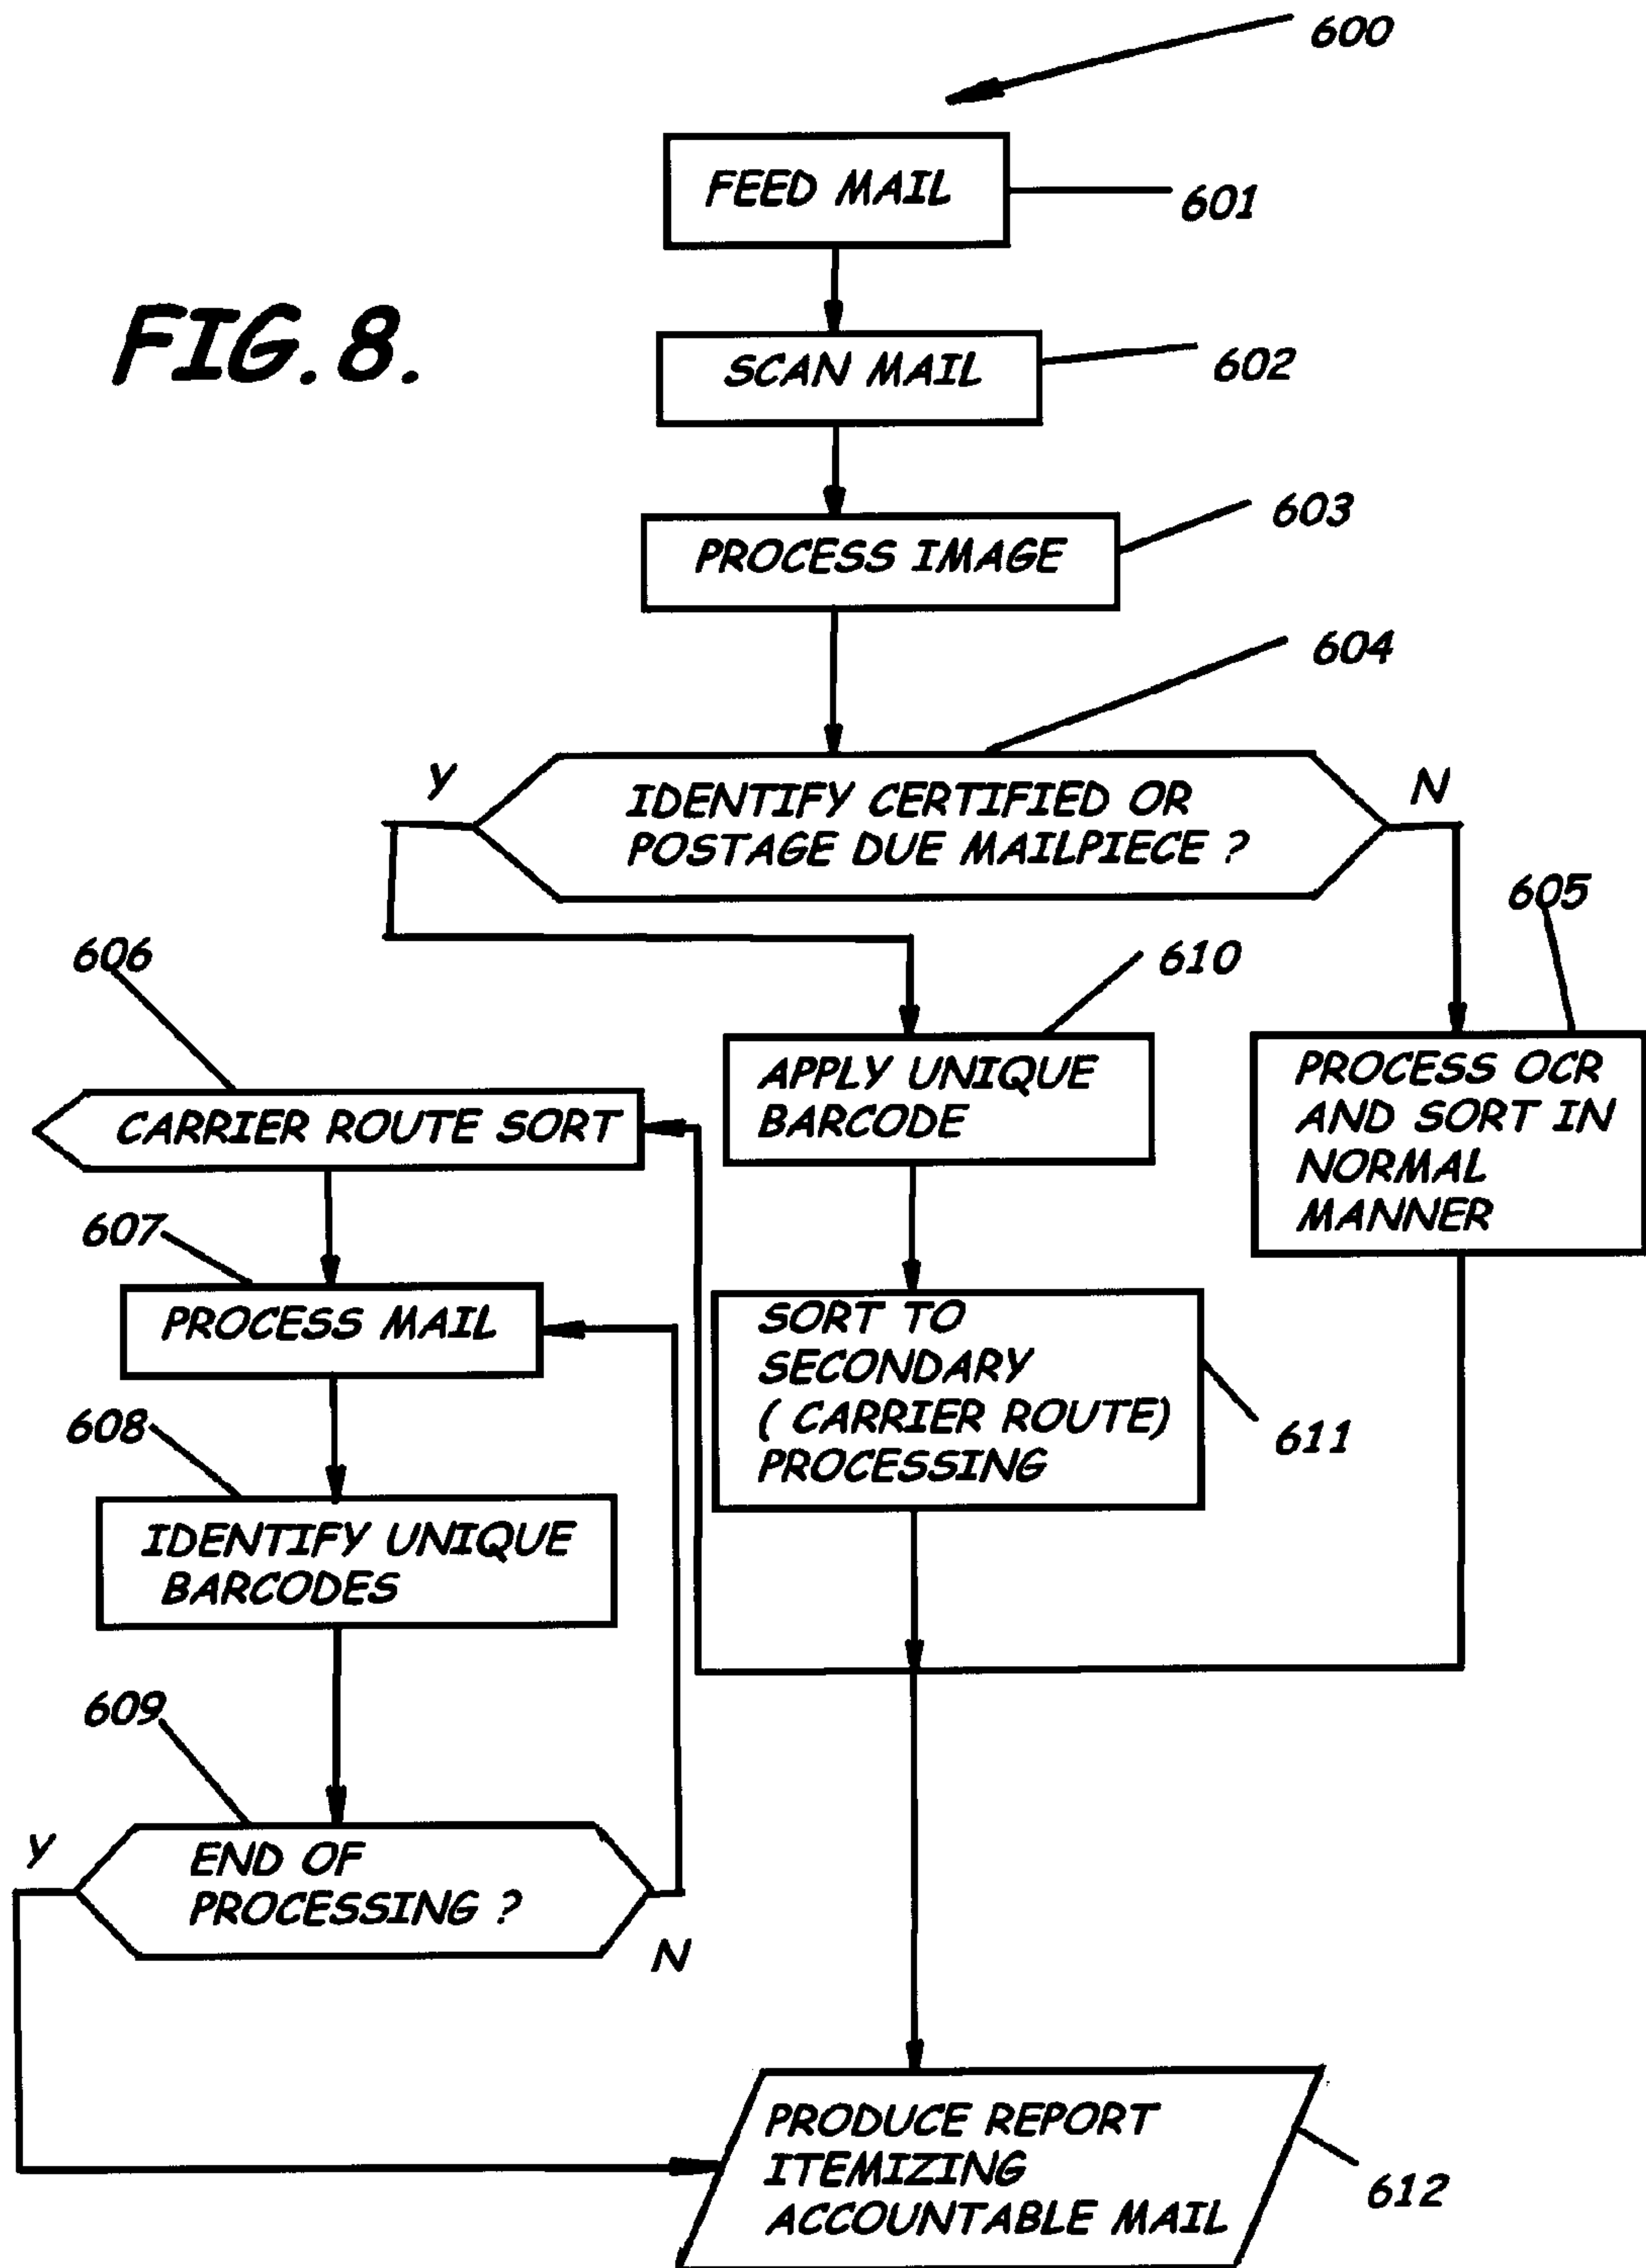 600
FEED MAIL
601
FIG. 8.
SCAN MAIL
602
PROCESS IMAGE
603
604
Y
IDENTIFY CERTIFIED OR
POSTAGE DUE MAILPIECE ?
N
605
606
610
APPLY UNIQUE
BARCODE
PROCESS OCR
AND SORT IN
NORMAL
MANNER
CARRIER ROUTE SORT
607
PROCESS MAIL
SORT TO
SECONDARY
( CARRIER ROUTE)
PROCESSING
611
608
IDENTIFY UNIQUE
BARCODES
609
Y
END OF
PROCESSING ?
N
PRODUCE REPORT
ITEMIZING
ACCOUNTABLE MAIL
612